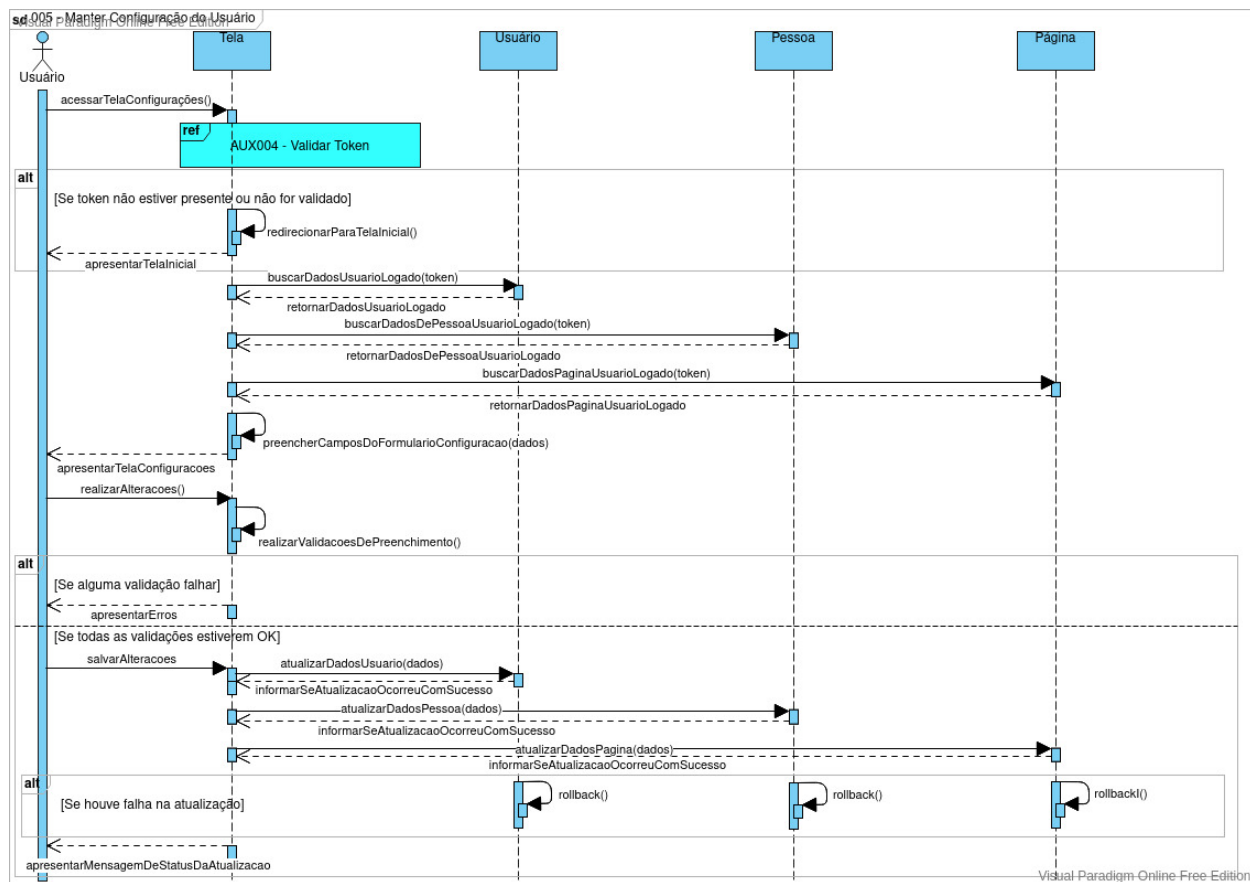 sd 005 - Manter Configuração do Usuário
Visual Paradigm Online Free Edition
Tela
Usuário
Pessoa
Página
Usuário
acessarTelaConfigurações()
ref
AUX004 - Validar Token
alt
[Se token não estiver presente ou não for validado]
redirecionarParaTelaInicial()
apresentarTelaInicial
buscarDadosUsuarioLogado(token)
retornarDadosUsuarioLogado
buscarDadosDePessoaUsuarioLogado(token)
retornarDadosDePessoaUsuarioLogado
buscarDadosPaginaUsuarioLogado(token)
retornarDadosPaginaUsuarioLogado
preencherCamposDoFormularioConfiguracao(dados)
apresentarTelaConfiguracoes
realizarAlteracoes()
realizarValidacoesDePreenchimento()
alt
[Se alguma validação falhar]
apresentarErros
[Se todas as validações estiverem OK]
salvarAlteracoes
atualizarDadosUsuario(dados)
informarSeAtualizacaoOcorreuComSucesso
atualizarDadosPessoa(dados)
informarSeAtualizacaoOcorreuComSucesso
atualizarDadosPagina(dados)
informarSeAtualizacaoOcorreuComSucesso
alt
[Se houve falha na atualização]
rollback()
rollback()
rollbackI()
apresentarMensagemDeStatusDaAtualizacao
Visual Paradigm Online Free Edition